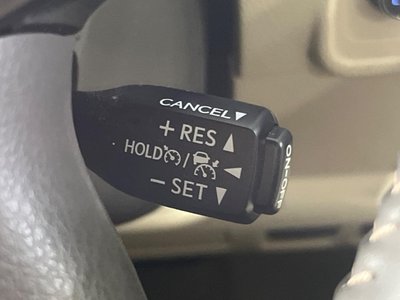 CANCEL▼
+ RES ▲
HOLD / ◀
− SET ▼
ON-OFF